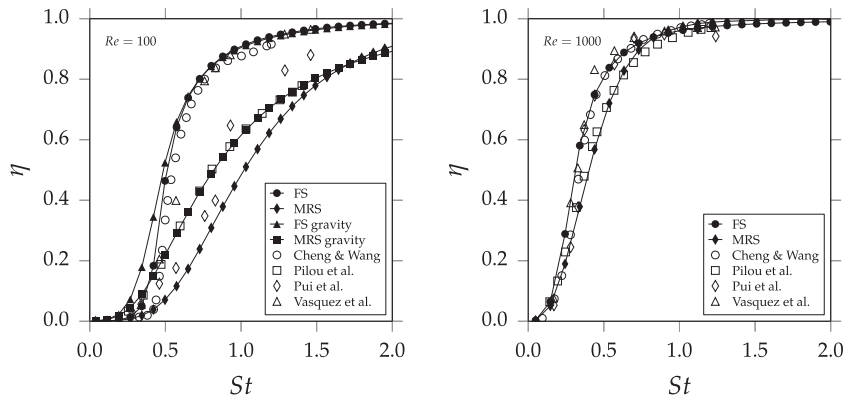 1.0
0.8
0.6
0.4
0.2
0.0
η
Re = 100
FS
MRS
FS gravity
MRS gravity
Cheng & Wang
Pilou et al.
Pui et al.
Vasquez et al.
0.0 0.5 1.0 1.5 2.0
St
1.0
0.8
0.6
0.4
0.2
0.0
η
Re = 1000
FS
MRS
Cheng & Wang
Pilou et al.
Pui et al.
Vasquez et al.
0.0 0.5 1.0 1.5 2.0
St